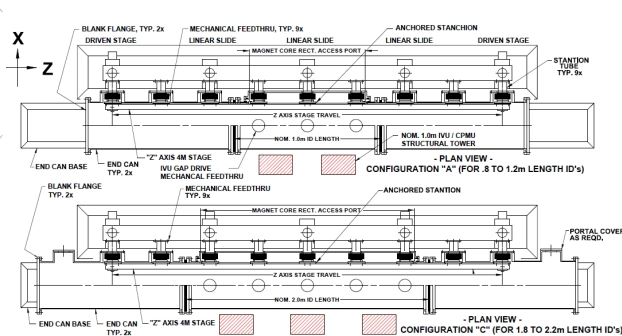 BLANK FLANGE, TYP. 2x
MECHANICAL FEEDTHRU, TYP. 9x
ANCHORED STANCHION
X
Z
DRIVEN STAGE
LINEAR SLIDE
LINEAR SLIDE
LINEAR SLIDE
DRIVEN STAGE
MAGNET CORE RECT. ACCESS PORT
STANTION
TUBE
TYP. 9x
Z AXIS STAGE TRAVEL
NOM. 1.0m ID LENGTH
END CAN BASE
END CAN
TYP. 2x
"Z" AXIS 4M STAGE
IVU GAP DRIVE
MECHANCAL FEEDTHRU
NOM. 1.0m IVU / CPMU
STRUCTURAL TOWER
- PLAN VIEW -
CONFIGURATION "A" (FOR .8 TO 1.2m LENGTH ID's)
BLANK FLANGE
TYP. 2x
MECHANICAL FEEDTHRU
TYP. 9x
ANCHORED STANTION
MAGNET CORE RECT. ACCESS PORT
PORTAL COVER
AS REQD,
Z AXIS STAGE TRAVEL
NOM. 2.0m ID LENGTH
END CAN BASE
END CAN
TYP. 2x
"Z" AXIS 4M STAGE
- PLAN VIEW -
CONFIGURATION "C" (FOR 1.8 TO 2.2m LENGTH ID's)